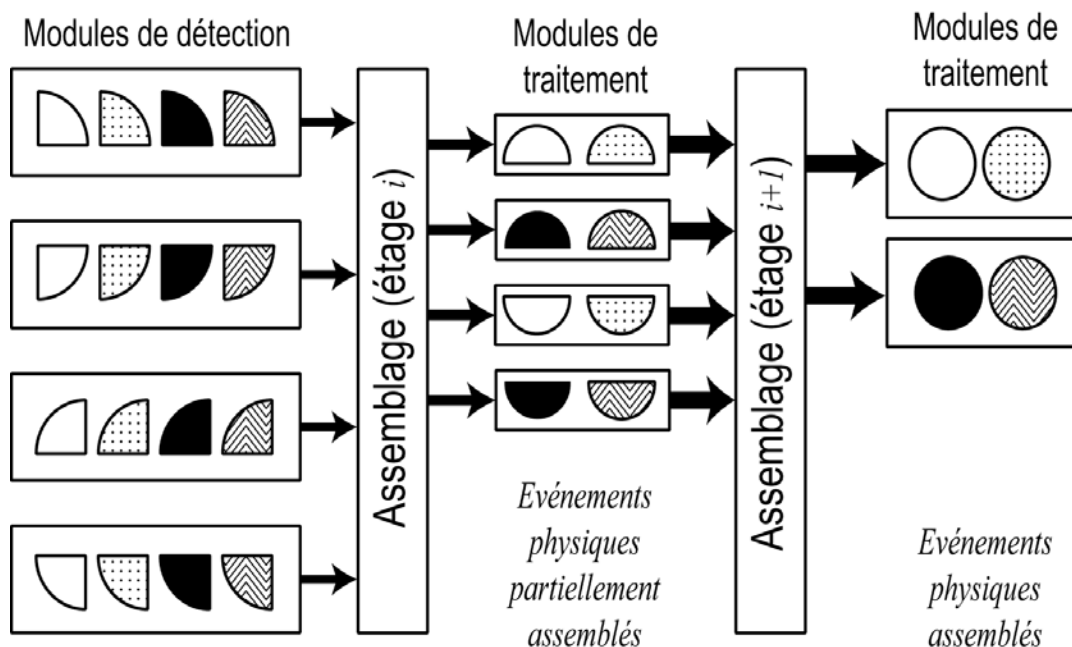 Modules de détection
Assemblage (étage i)
Modules de
traitement
Evénements
physiques
partiellement
assemblés
Assemblage (étage i+1)
Modules de
traitement
Evénements
physiques
assemblés